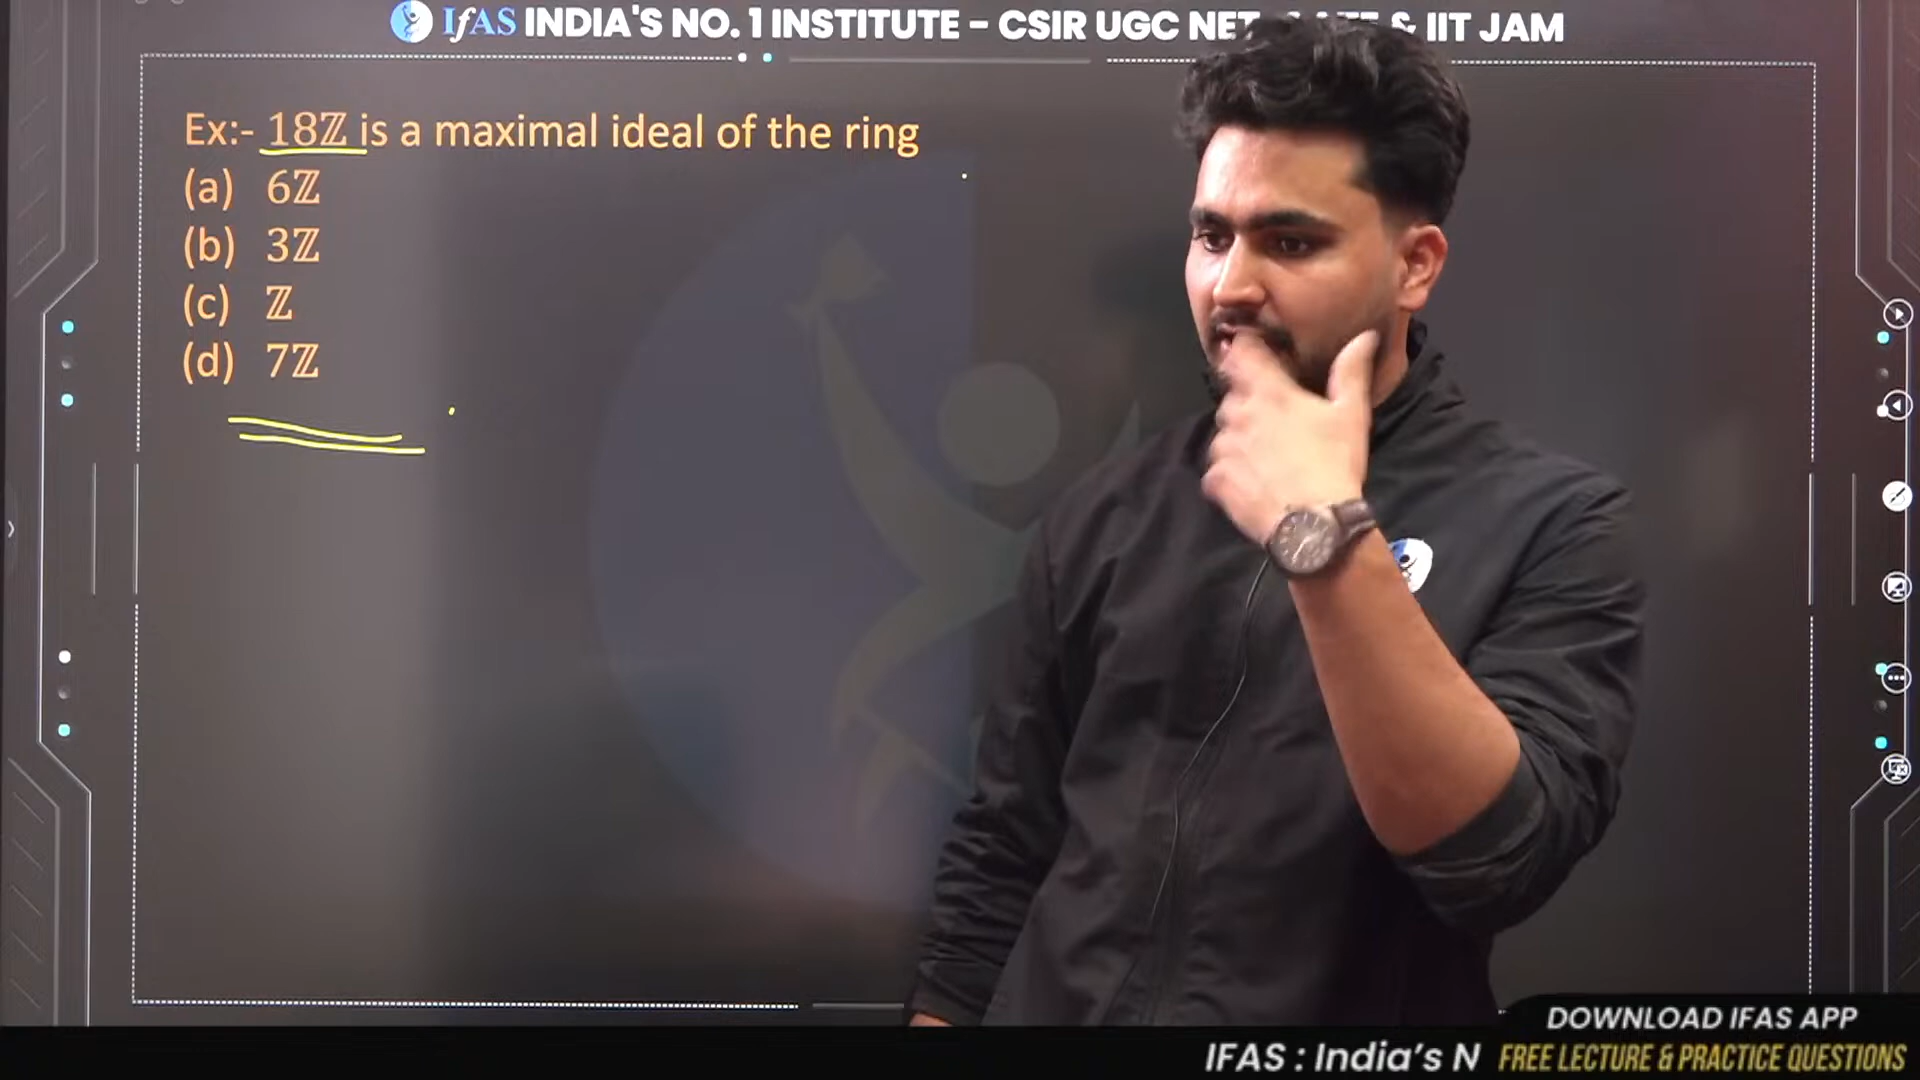 IfAS INDIA'S NO. 1 INSTITUTE - CSIR UGC NET & IIT JAM
Ex:- 18ℤ is a maximal ideal of the ring
(a) 6ℤ
(b) 3ℤ
(c) ℤ
(d) 7ℤ
DOWNLOAD IFAS APP
IFAS : India's N
FREE LECTURE & PRACTICE QUESTIONS